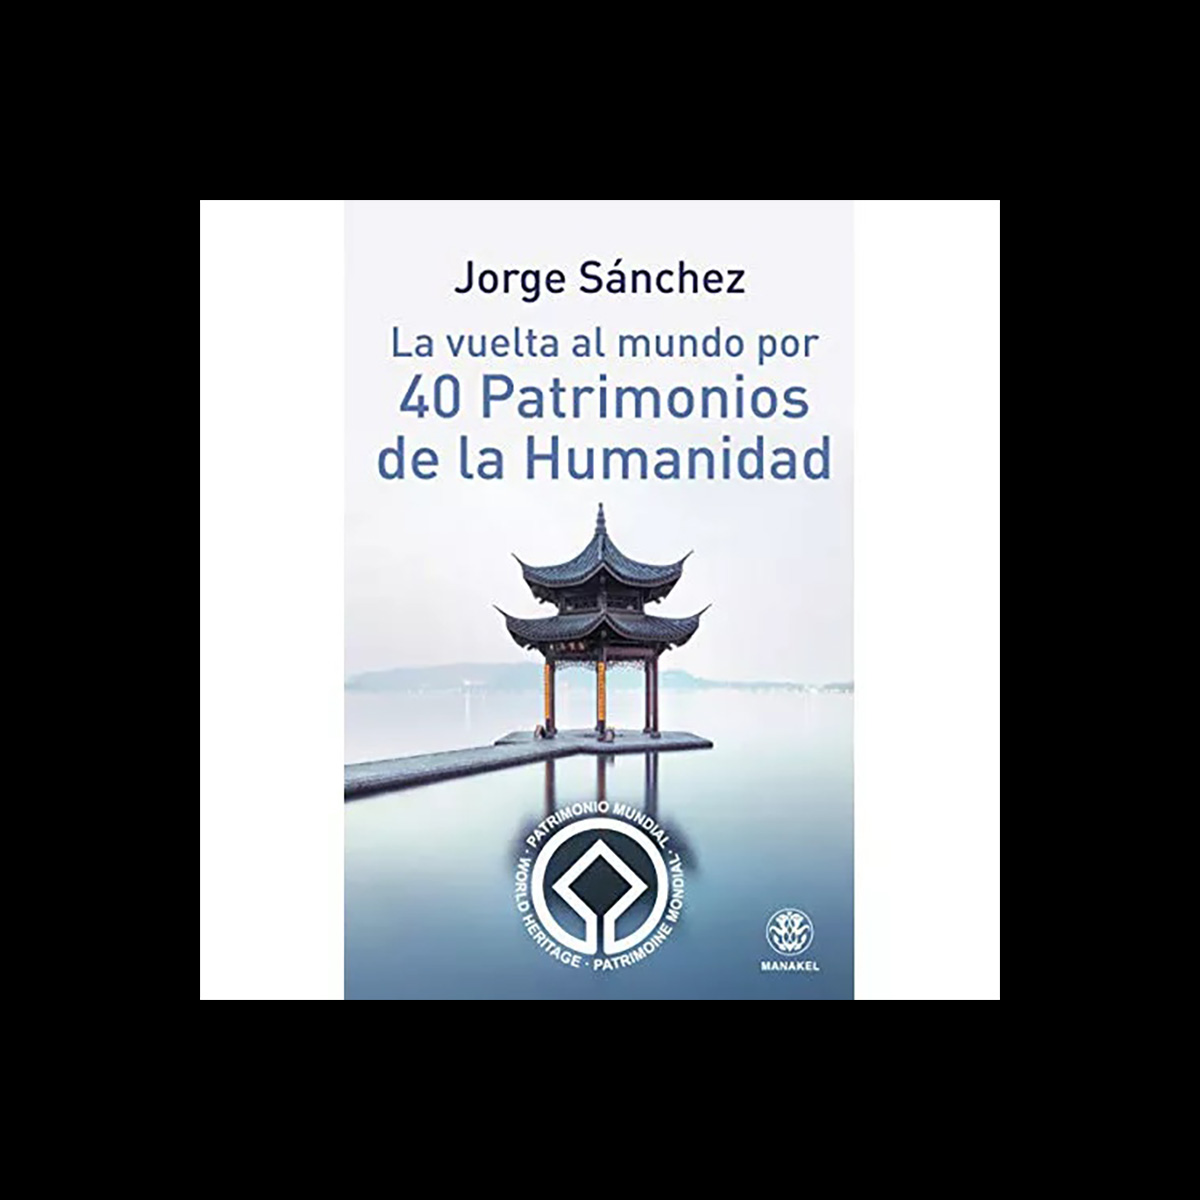 Jorge Sánchez
La vuelta al mundo por
40 Patrimonios
de la Humanidad
· PATRIMONIO MUNDIAL · WORLD HERITAGE · PATRIMOINE MONDIAL
MANAKEL